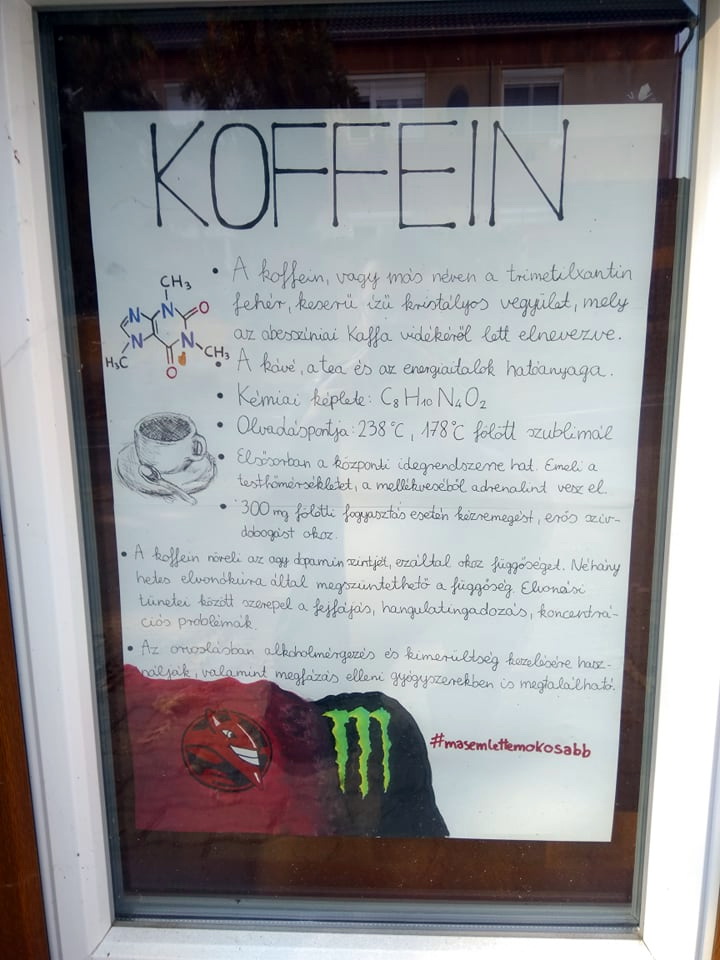 KOFFEIN
CH₃
N
N
O
N
N
CH₃
H₃C
O
• A koffein, vagy más néven a trimetilxantin
fehér, keserű ízű kristályos vegyület, mely
az abesszíniai Kaffa vidékéről lett elnevezve.
• A kávé, a tea és az energiaitalok hatóanyaga.
• Kémiai képlete: C₈H₁₀N₄O₂
• Olvadáspontja: 238°C, 178°C fölött szublimál
• Elsősorban a központi idegrendszerre hat. Emeli a
testhőmérsékletet, a mellékveséből adrenalint vesz el.
• 300 mg fölötti fogyasztás esetén kézremegést, erős szív-
dobogást okoz.
• A koffein növeli az agy dopamin szintjét, ezáltal okoz függőséget. Néhány
hetes elvonókúra által megszüntethető a függőség. Elvonási
tünetei között szerepel a fejfájás, hangulatingadozás, koncentrá-
ciós problémák.
• Az orvoslásban alkoholmérgezés és kimerültség kezelésére hasz-
nálják, valamint megfázás elleni gyógyszerekben is megtalálható.
#masemlettemokosabb